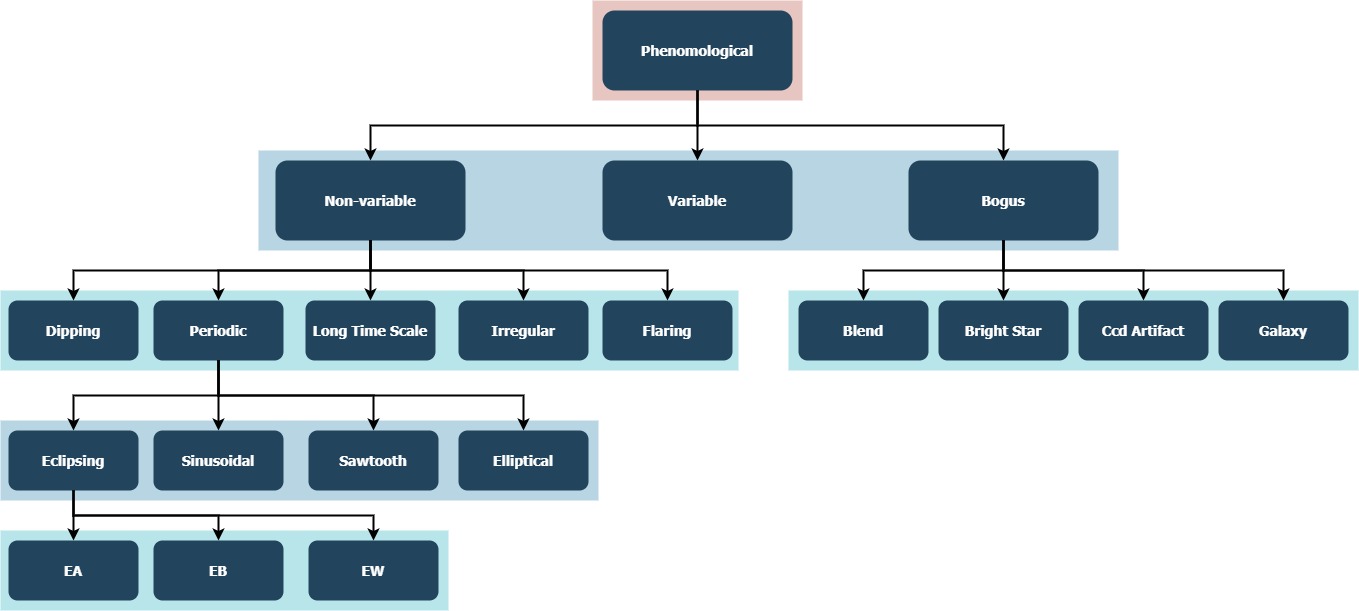 Phenomological
Non-variable
Variable
Bogus
Dipping
Periodic
Long Time Scale
Irregular
Flaring
Blend
Bright Star
Ccd Artifact
Galaxy
Eclipsing
Sinusoidal
Sawtooth
Elliptical
EA
EB
EW